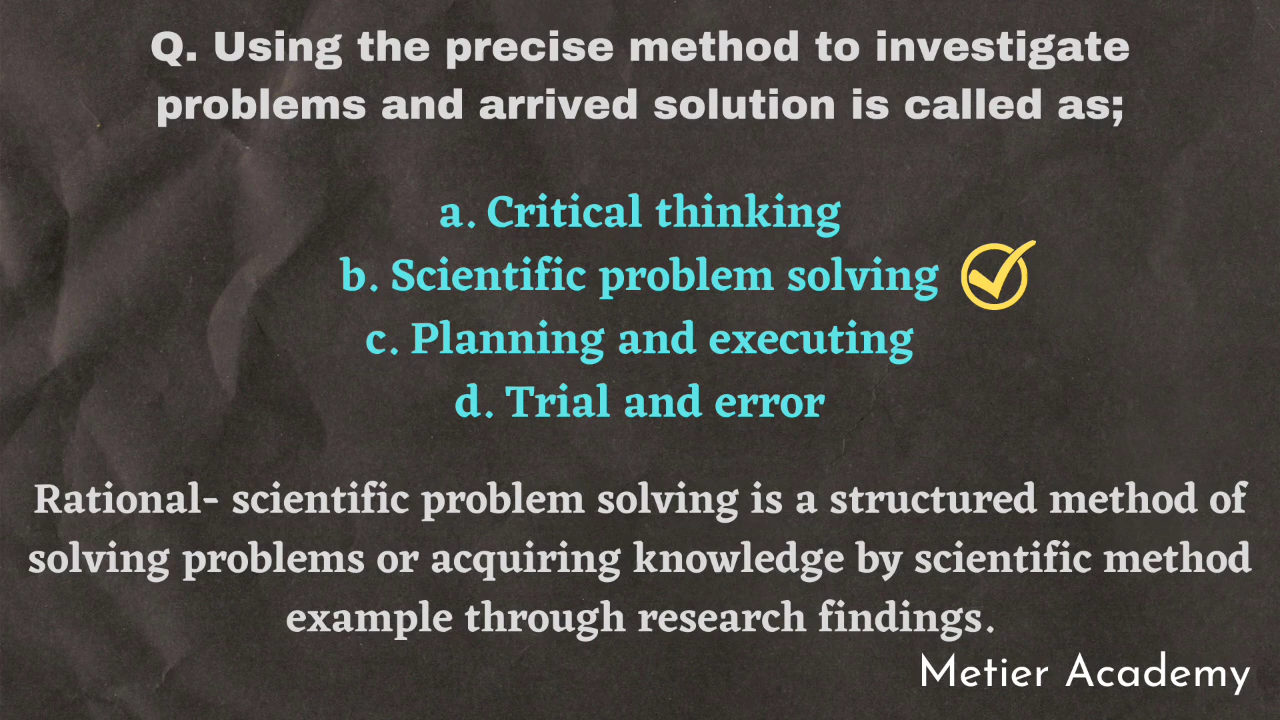 Q. Using the precise method to investigate
problems and arrived solution is called as;
a. Critical thinking
b. Scientific problem solving
c. Planning and executing
d. Trial and error
Rational- scientific problem solving is a structured method of
solving problems or acquiring knowledge by scientific method
example through research findings.
Metier Academy